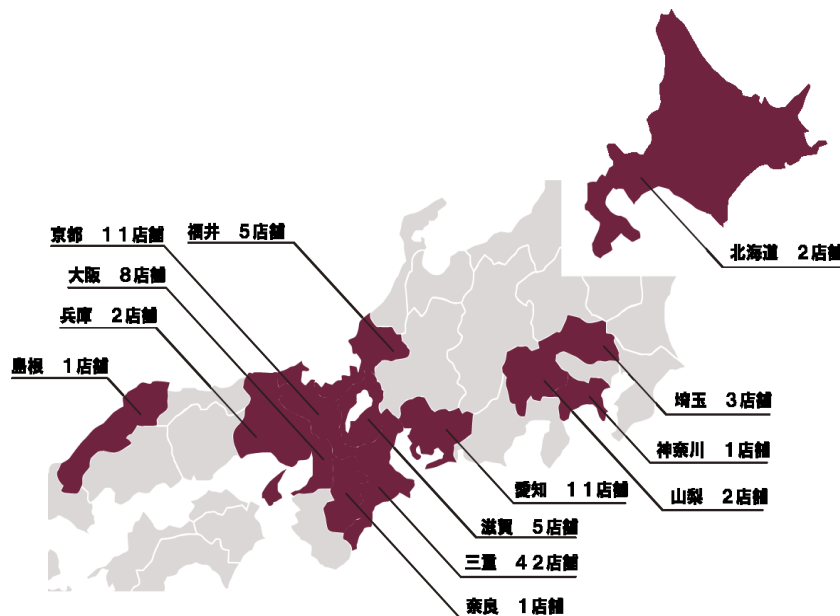 京都　１１店舗
福井　５店舗
大阪　８店舗
兵庫　２店舗
島根　１店舗
北海道　２店舗
埼玉　３店舗
神奈川　１店舗
山梨　２店舗
愛知　１１店舗
滋賀　５店舗
三重　４２店舗
奈良　１店舗